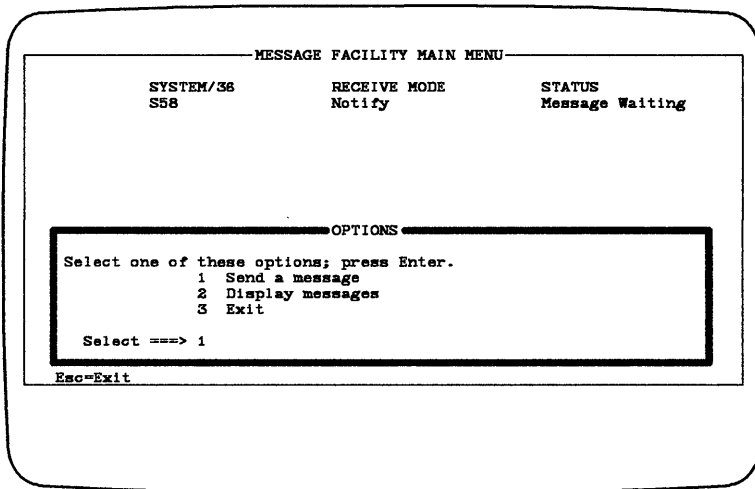 MESSAGE FACILITY MAIN MENU
SYSTEM/36 RECEIVE MODE STATUS
S58 Notify Message Waiting
OPTIONS
Select one of these options; press Enter.
1 Send a message
2 Display messages
3 Exit
Select ===> 1
Esc=Exit